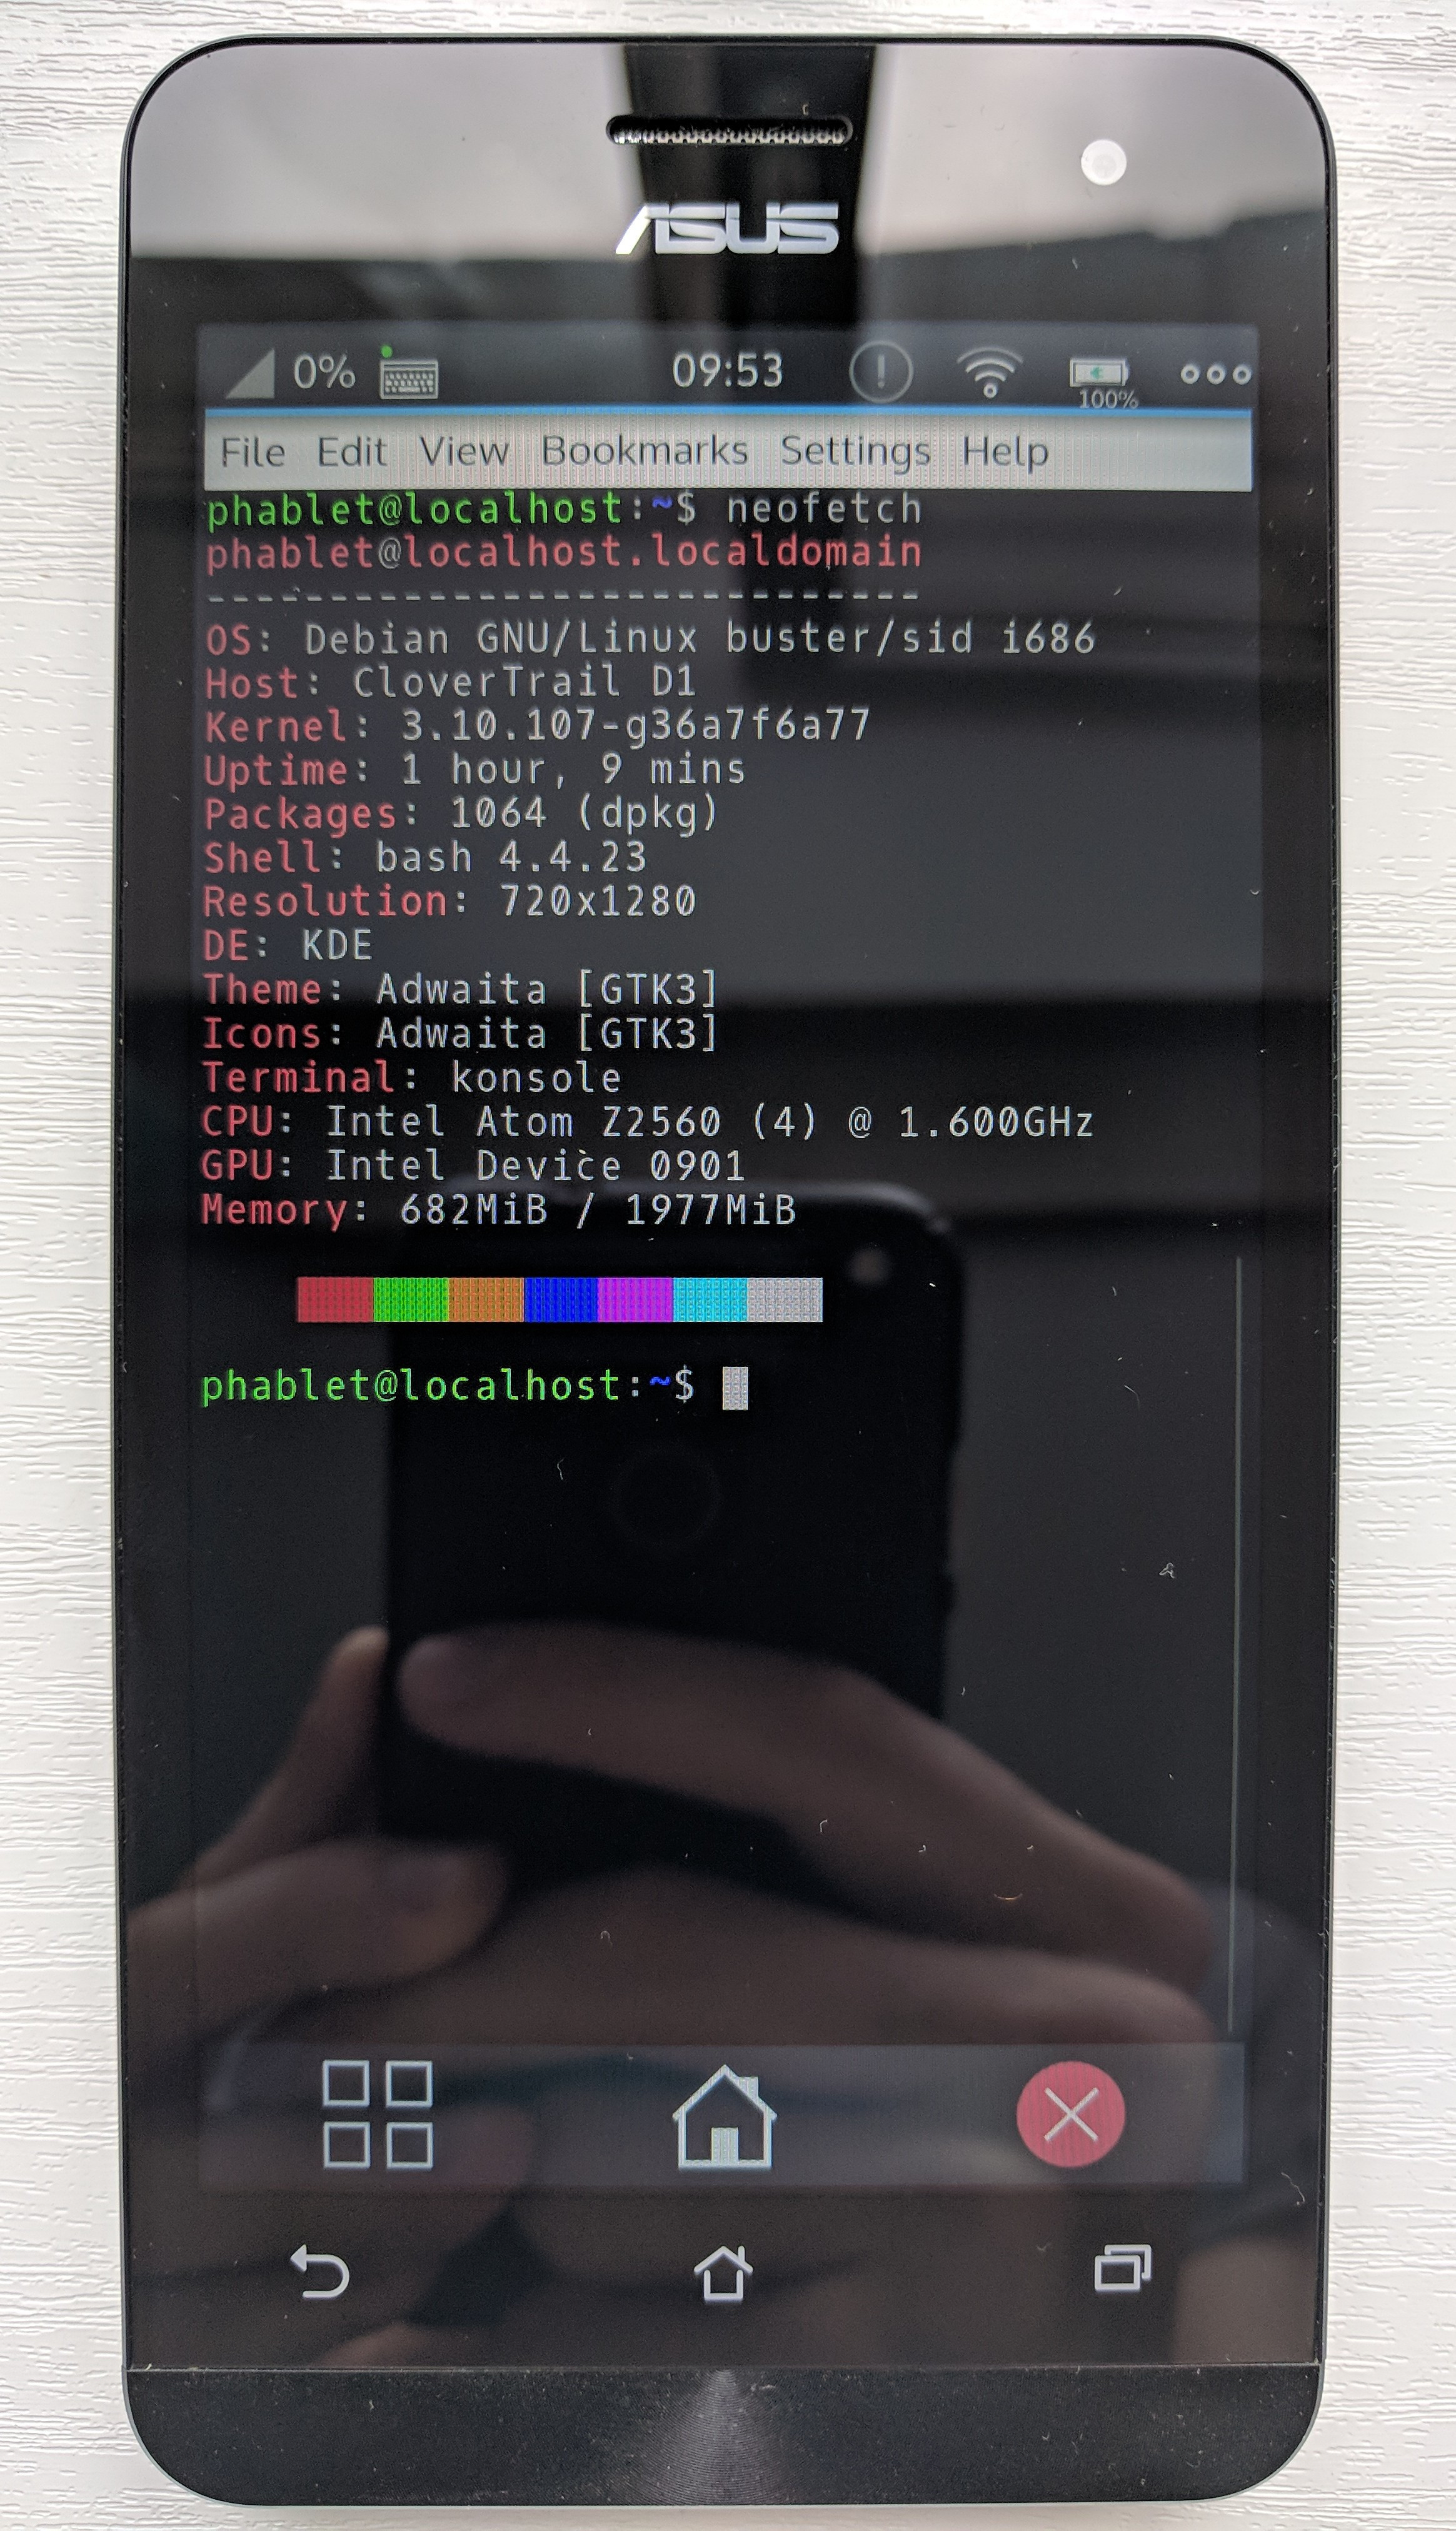 ASUS
0% 09:53 100%
File Edit View Bookmarks Settings Help
phablet@localhost:~$ neofetch
phablet@localhost.localdomain
-----------------------------
OS: Debian GNU/Linux buster/sid i686
Host: CloverTrail D1
Kernel: 3.10.107-g36a7f6a77
Uptime: 1 hour, 9 mins
Packages: 1064 (dpkg)
Shell: bash 4.4.23
Resolution: 720x1280
DE: KDE
Theme: Adwaita [GTK3]
Icons: Adwaita [GTK3]
Terminal: konsole
CPU: Intel Atom Z2560 (4) @ 1.600GHz
GPU: Intel Device 0901
Memory: 682MiB / 1977MiB
phablet@localhost:~$